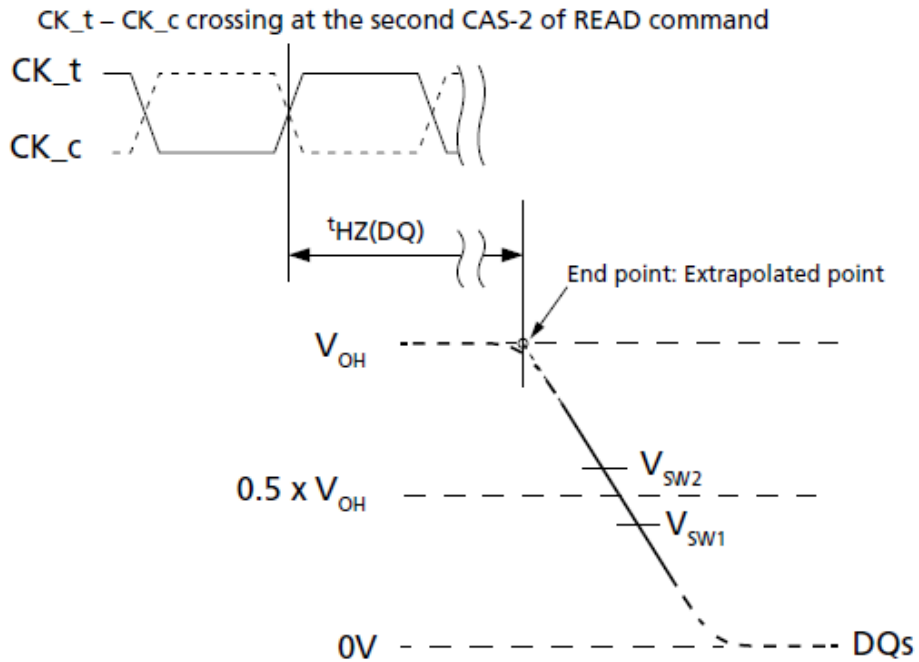 CK_t – CK_c crossing at the second CAS-2 of READ command
CK_t
CK_c
tHZ(DQ)
End point: Extrapolated point
VOH
VSW2
0.5 x VOH
VSW1
0V
DQs